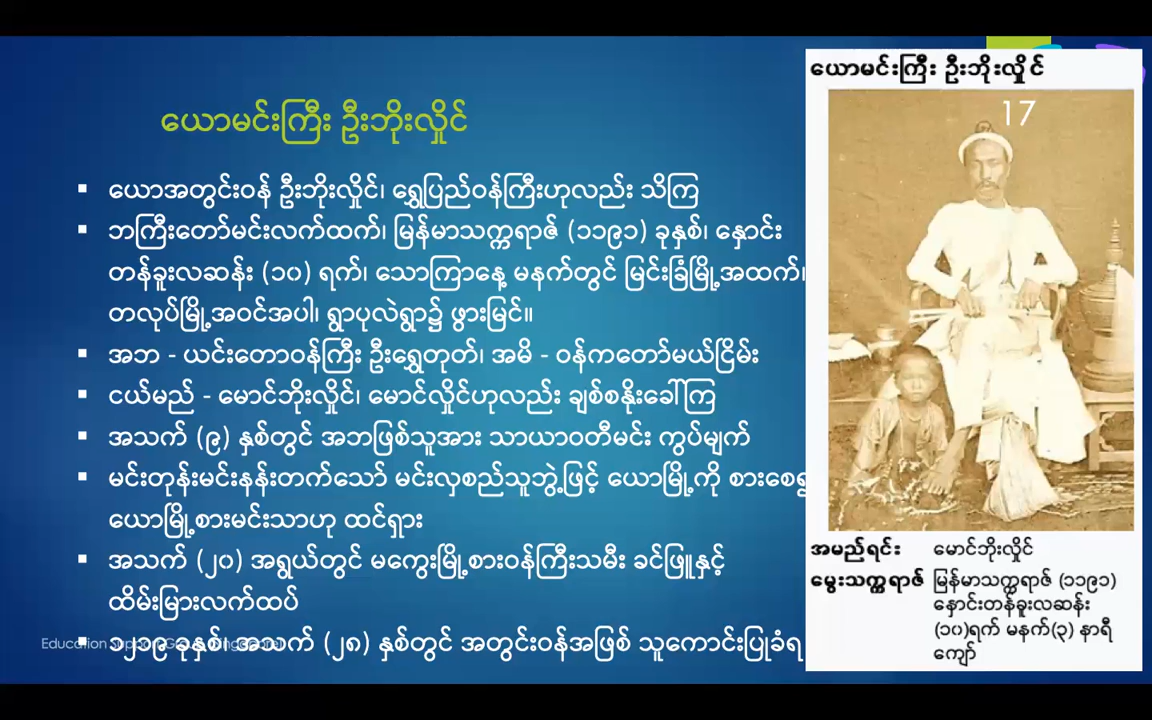 ယောမင်းကြီး ဦးဘိုးလှိုင်
ယောအတွင်းဝန် ဦးဘိုးလှိုင်၊ ရွှေပြည်ဝန်ကြီးဟုလည်း သိကြ
ဘကြီးတော်မင်းလက်ထက်၊ မြန်မာသက္ကရာဇ် (၁၁၉၁) ခုနှစ်၊ နှောင်း
တန်ခူးလဆန်း (၁၀) ရက်၊ သောကြာနေ့ မနက်တွင် မြင်းခြံမြို့အထက်၊
တလုပ်မြို့အဝင်အပါ၊ ရွာပုလဲရွာ၌ ဖွားမြင်။
အဘ - ယင်းတောဝန်ကြီး ဦးရွှေတုတ်၊ အမိ - ဝန်ကတော်မယ်ငြိမ်း
ငယ်မည် - မောင်ဘိုးလှိုင်၊ မောင်လှိုင်ဟုလည်း ချစ်စနိုးခေါ်ကြ
အသက် (၉) နှစ်တွင် အဘဖြစ်သူအား သာယာဝတီမင်း ကွပ်မျက်
မင်းတုန်းမင်းနန်းတက်သော် မင်းလှစည်သူဘွဲ့ဖြင့် ယောမြို့ကို စားစေ
ယောမြို့စားမင်းသာဟု ထင်ရှား
အသက် (၂၀) အရွယ်တွင် မကွေးမြို့စားဝန်ကြီးသမီး ခင်ဖြူနှင့်
ထိမ်းမြားလက်ထပ်
၁၂၁၉ ခုနှစ်၊ အသက် (၂၈) နှစ်တွင် အတွင်းဝန်အဖြစ် သူကောင်းပြုခံရ
Education Support
ယောမင်းကြီး ဦးဘိုးလှိုင်
17
အမည်ရင်း မောင်ဘိုးလှိုင်
မွေးသက္ကရာဇ် မြန်မာသက္ကရာဇ် (၁၁၉၁)
နှောင်းတန်ခူးလဆန်း
(၁၀)ရက် မနက်(၃) နာရီ
ကျော်